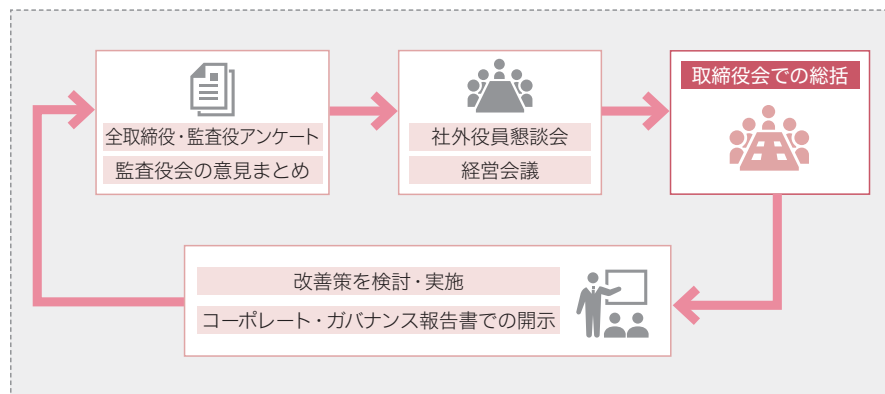 全取締役・監査役アンケート
監査役会の意見まとめ
社外役員懇談会
経営会議
取締役会での総括
改善策を検討・実施
コーポレート・ガバナンス報告書での開示